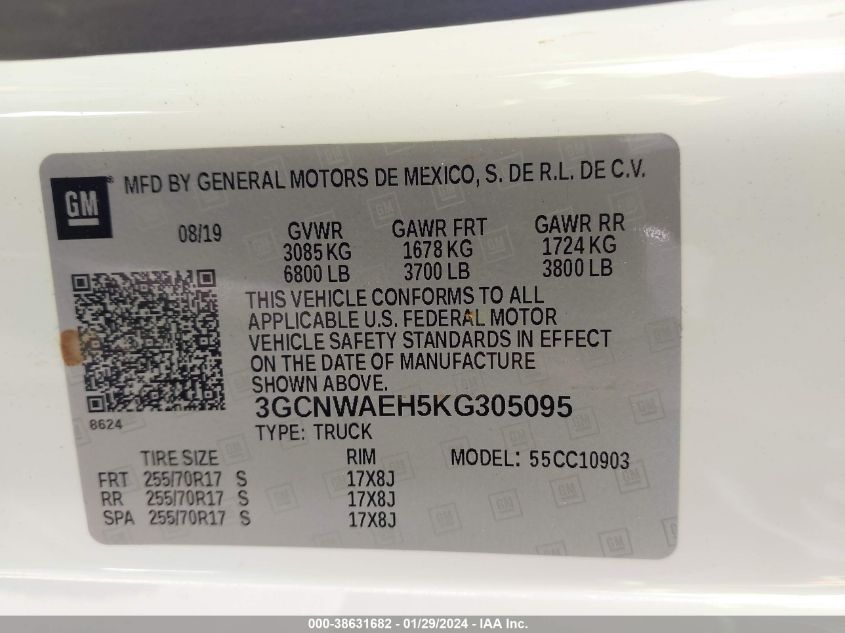 GM
MFD BY GENERAL MOTORS DE MEXICO, S. DE R.L. DE C.V.
08/19 GVWR GAWR FRT GAWR RR
3085 KG 1678 KG 1724 KG
6800 LB 3700 LB 3800 LB
THIS VEHICLE CONFORMS TO ALL
APPLICABLE U.S. FEDERAL MOTOR
VEHICLE SAFETY STANDARDS IN EFFECT
ON THE DATE OF MANUFACTURE
SHOWN ABOVE.
3GCNWAEH5KG305095
8624
TYPE: TRUCK
TIRE SIZE RIM MODEL: 55CC10903
FRT 255/70R17 S 17X8J
RR 255/70R17 S 17X8J
SPA 255/70R17 S 17X8J
000-38631682 - 01/29/2024 - IAA Inc.